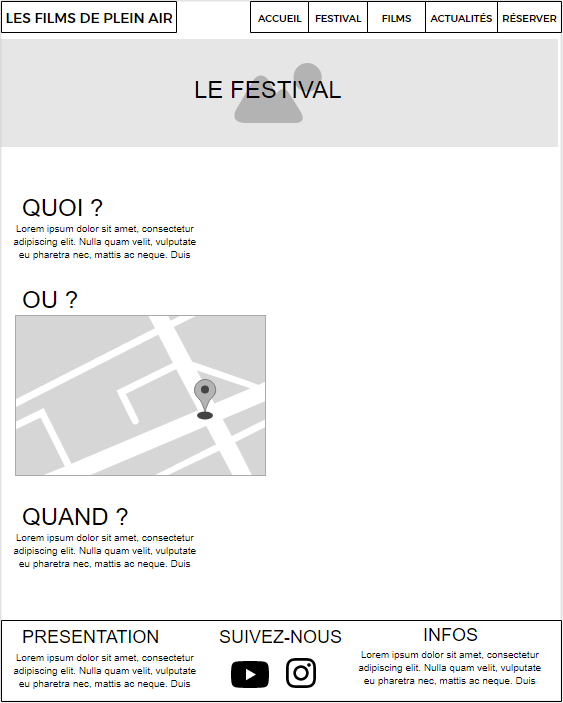 LES FILMS DE PLEIN AIR
ACCUEIL FESTIVAL FILMS ACTUALITÉS RÉSERVER
LE FESTIVAL
QUOI ?
Lorem ipsum dolor sit amet, consectetur
adipiscing elit. Nulla quam velit, vulputate
eu pharetra nec, mattis ac neque. Duis
OU ?
QUAND ?
Lorem ipsum dolor sit amet, consectetur
adipiscing elit. Nulla quam velit, vulputate
eu pharetra nec, mattis ac neque. Duis
PRESENTATION
Lorem ipsum dolor sit amet, consectetur
adipiscing elit. Nulla quam velit, vulputate
eu pharetra nec, mattis ac neque. Duis
SUIVEZ-NOUS
INFOS
Lorem ipsum dolor sit amet, consectetur
adipiscing elit. Nulla quam velit, vulputate
eu pharetra nec, mattis ac neque. Duis